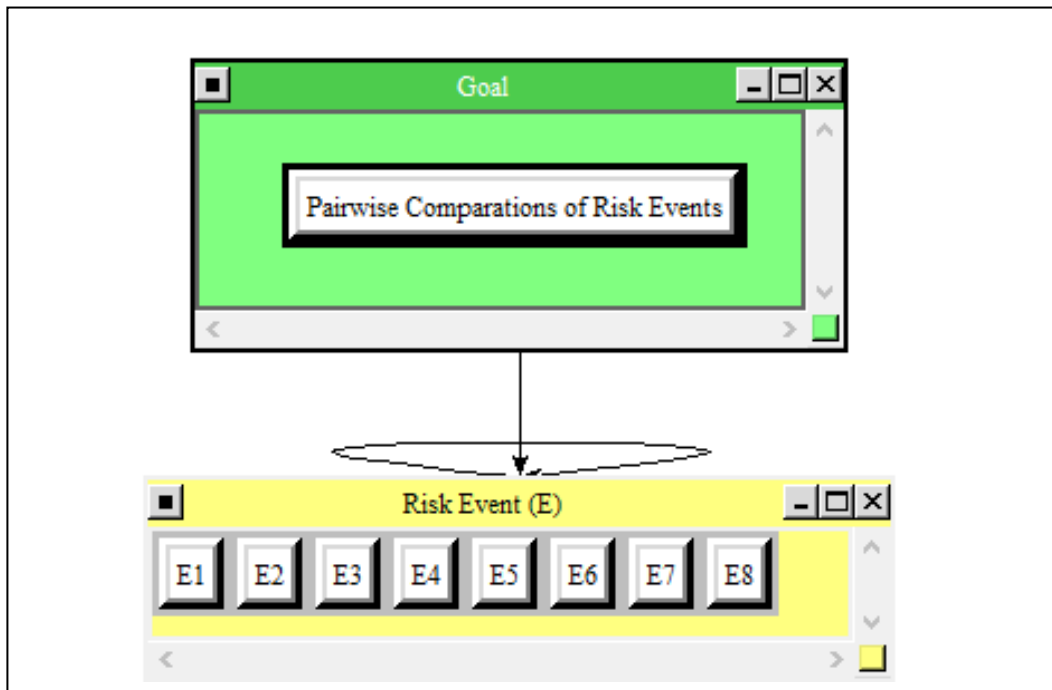 Goal
Pairwise Comparations of Risk Events
Risk Event (E)
E1 E2 E3 E4 E5 E6 E7 E8